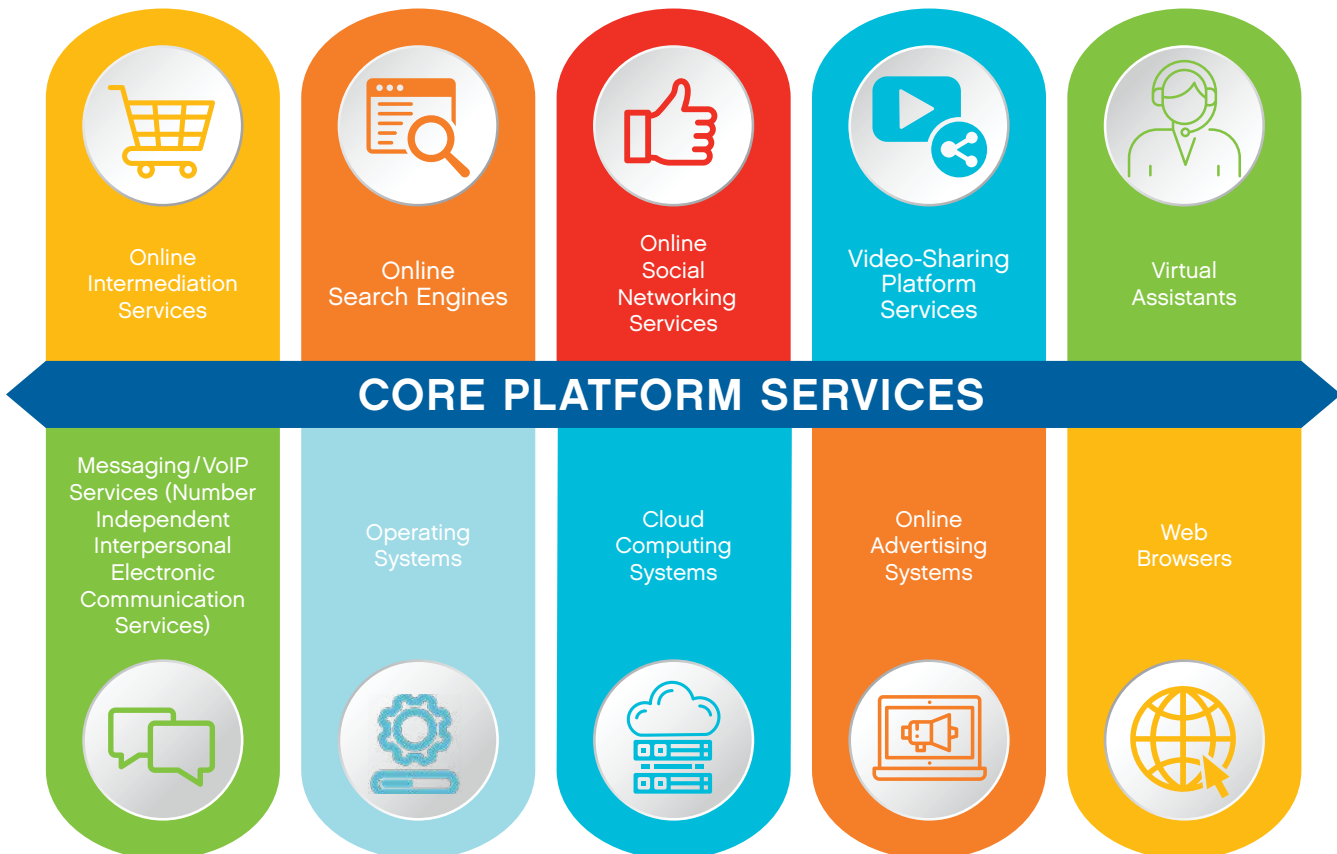 Online
Intermediation
Services
Online
Search Engines
Online
Social
Networking
Services
Video-Sharing
Platform
Services
Virtual
Assistants
CORE PLATFORM SERVICES
Messaging/VoIP
Services (Number
Independent
Interpersonal
Electronic
Communication
Services)
Operating
Systems
Cloud
Computing
Systems
Online
Advertising
Systems
Web
Browsers